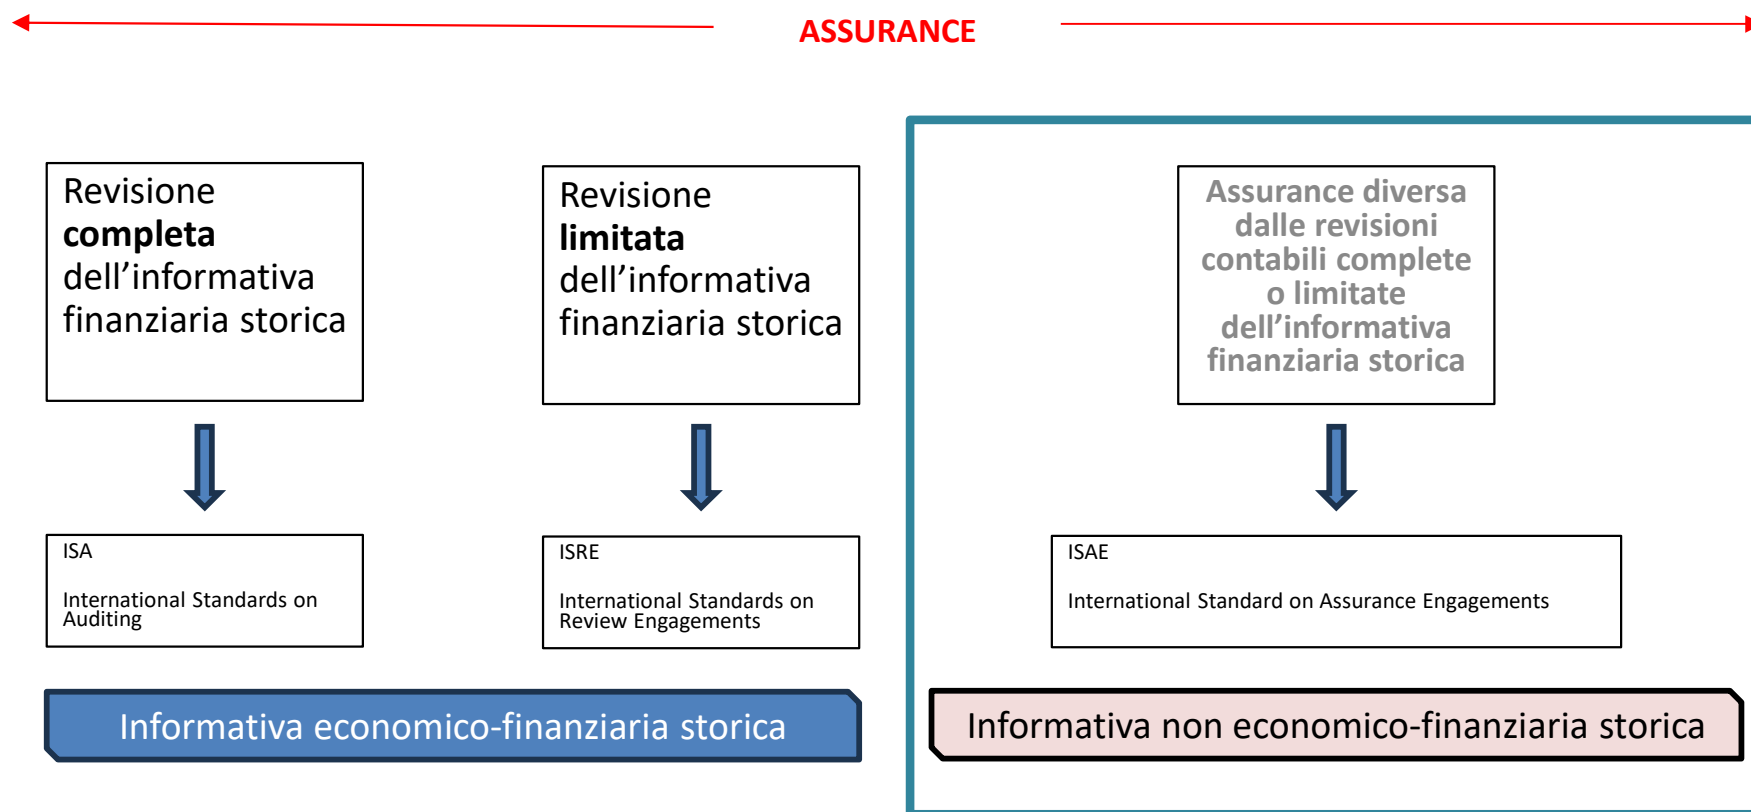 ASSURANCE
Revisione
completa
dell’informativa
finanziaria storica
Revisione
limitata
dell’informativa
finanziaria storica
Assurance diversa
dalle revisioni
contabili complete
o limitate
dell’informativa
finanziaria storica
ISA
International Standards on
Auditing
ISRE
International Standards on
Review Engagements
ISAE
International Standard on Assurance Engagements
Informativa economico-finanziaria storica
Informativa non economico-finanziaria storica